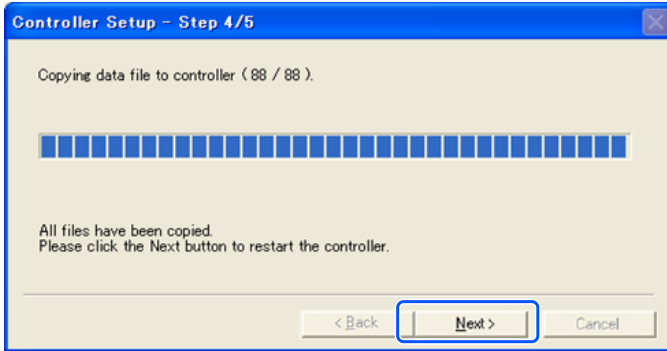 Controller Setup - Step 4/5
Copying data file to controller ( 88 / 88 ).
All files have been copied.
Please click the Next button to restart the controller.
< Back
Next >
Cancel